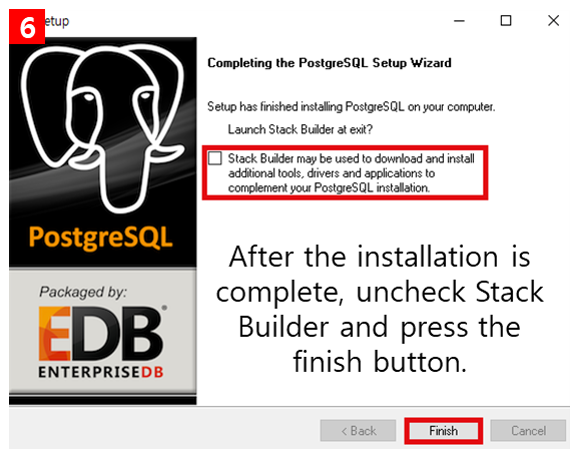 6
etup
Completing the PostgreSQL Setup Wizard
Setup has finished installing PostgreSQL on your computer.
Launch Stack Builder at exit?
Stack Builder may be used to download and install
additional tools, drivers and applications to
complement your PostgreSQL installation.
PostgreSQL
Packaged by:
EDB®
ENTERPRISEDB
After the installation is
complete, uncheck Stack
Builder and press the
finish button.
< Back
Finish
Cancel